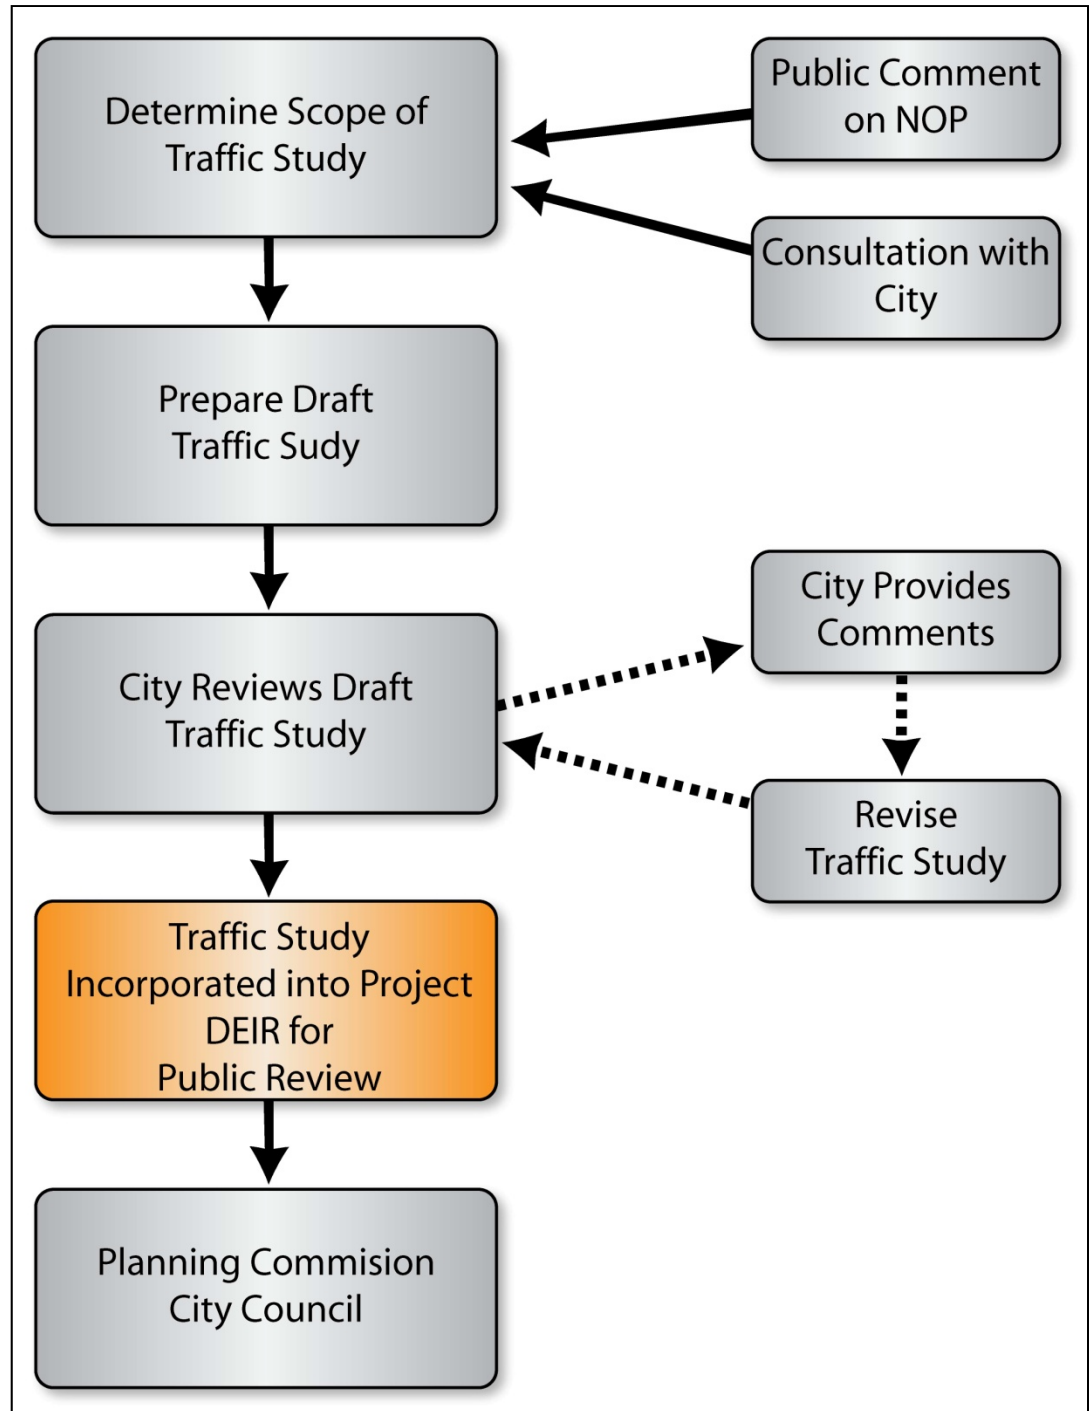 Determine Scope of
Traffic Study
Public Comment
on NOP
Consultation with
City
Prepare Draft
Traffic Sudy
City Reviews Draft
Traffic Study
City Provides
Comments
Revise
Traffic Study
Traffic Study
Incorporated into Project
DEIR for
Public Review
Planning Commision
City Council